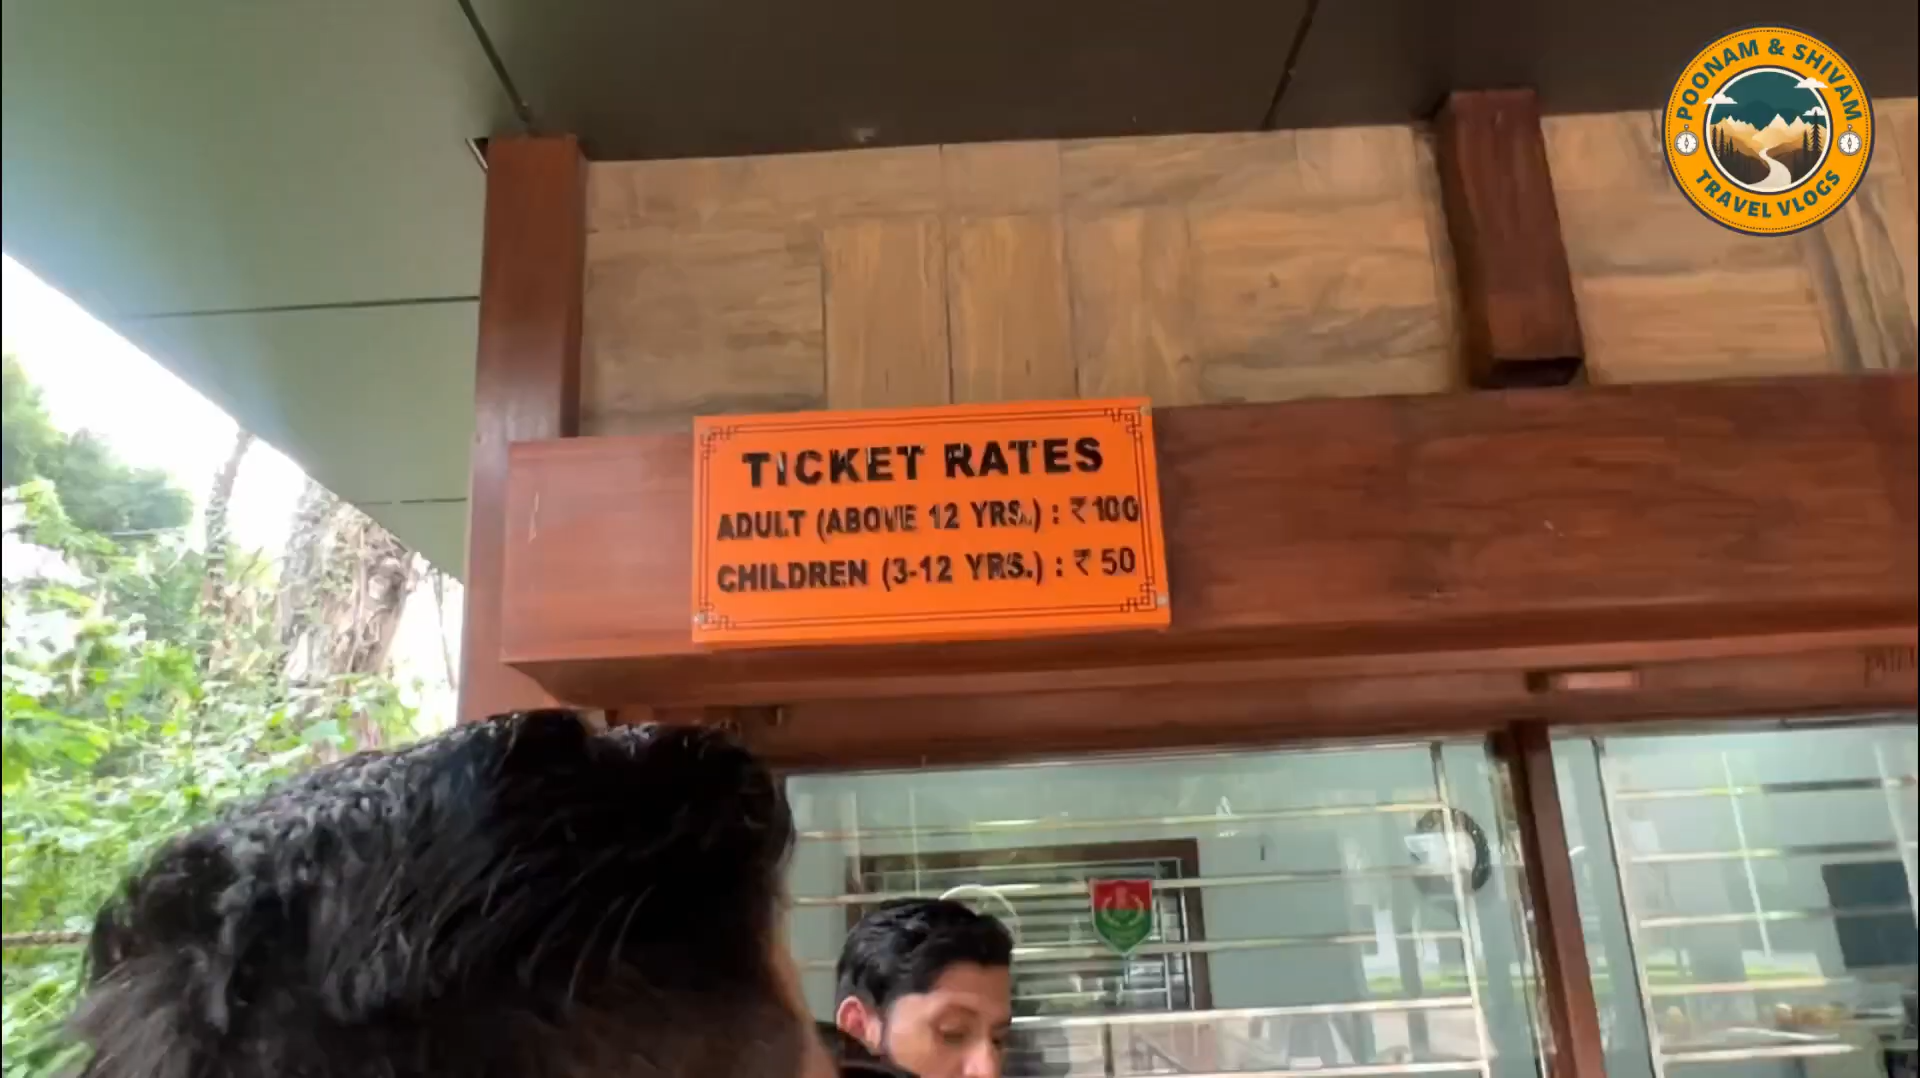 POONAM & SHIVAM
TRAVEL VLOGS
TICKET RATES
ADULT (ABOVE 12 YRS.) : ₹ 100
CHILDREN (3-12 YRS.) : ₹ 50